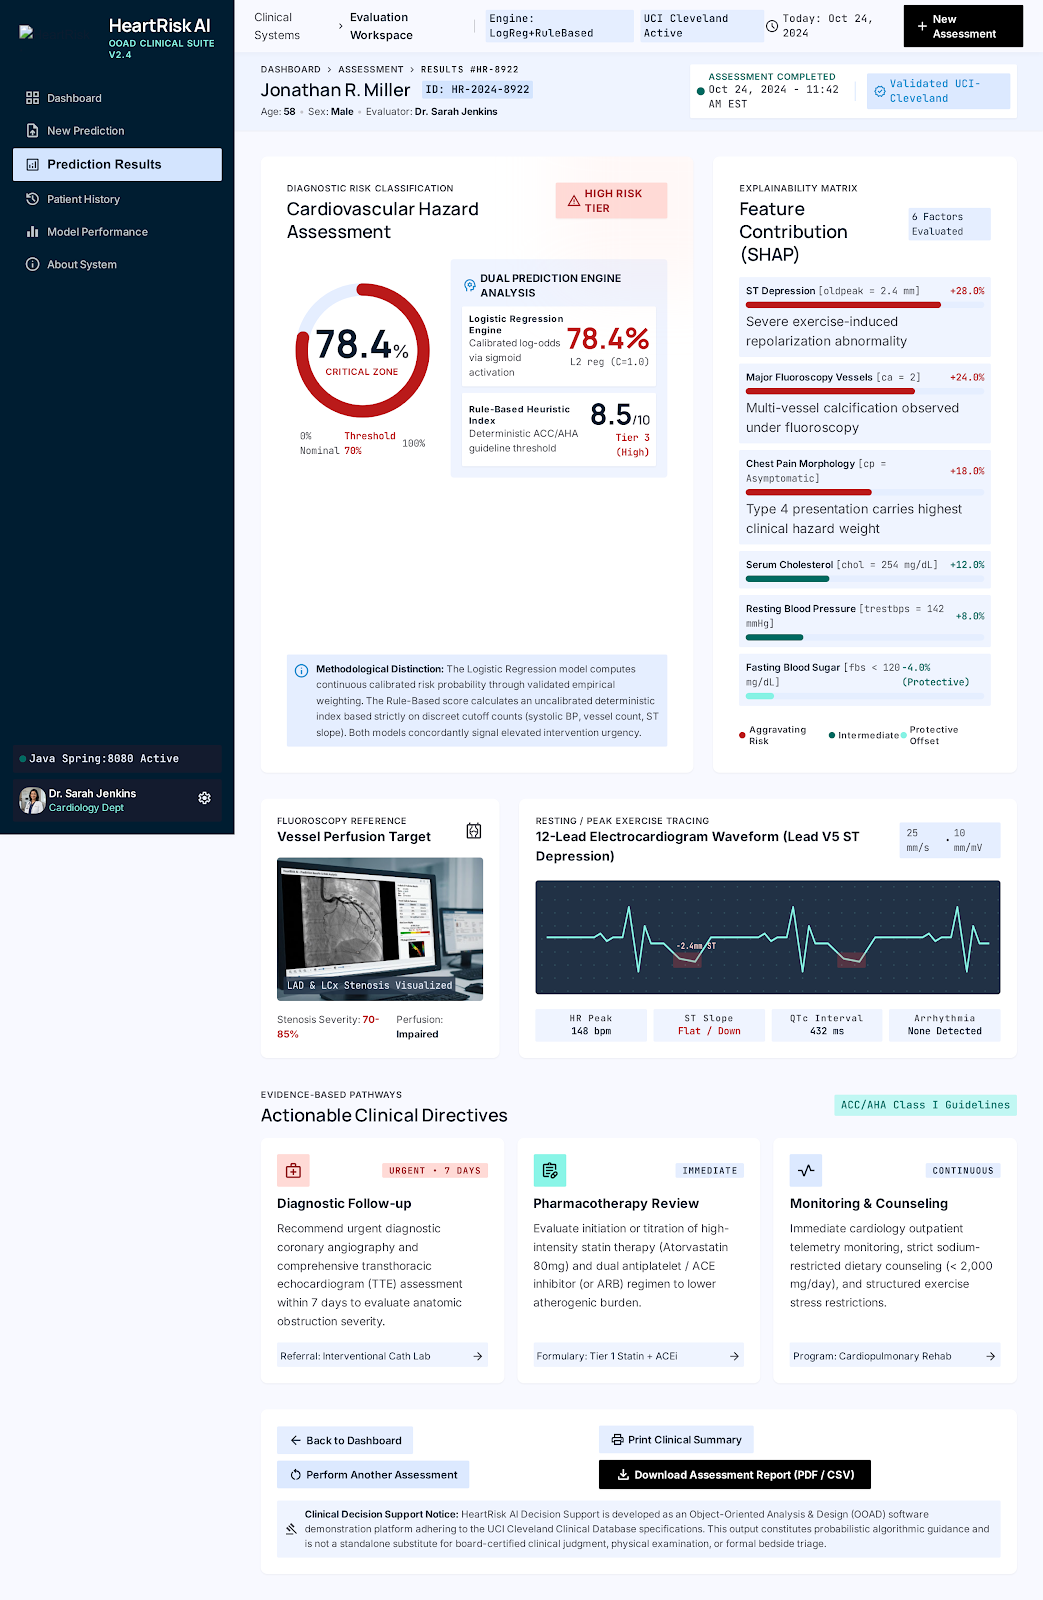 HeartRisk AI
OOAD CLINICAL SUITE
V2.4
Dashboard
New Prediction
Prediction Results
Patient History
Model Performance
About System
Java Spring:8080 Active
Dr. Sarah Jenkins
Cardiology Dept
Clinical
Systems
›
Evaluation
Workspace
Engine:
LogReg+RuleBased
UCI Cleveland
Active
Today: Oct 24,
2024
New
Assessment
DASHBOARD › ASSESSMENT › RESULTS #HR-8922
Jonathan R. Miller
ID: HR-2024-8922
Age: 58 • Sex: Male • Evaluator: Dr. Sarah Jenkins
ASSESSMENT COMPLETED
Oct 24, 2024 - 11:42
AM EST
Validated UCI-
Cleveland
DIAGNOSTIC RISK CLASSIFICATION
Cardiovascular Hazard
Assessment
HIGH RISK
TIER
78.4%
CRITICAL ZONE
0%
Nominal
Threshold
70%
100%
DUAL PREDICTION ENGINE
ANALYSIS
Logistic Regression
Engine
Calibrated log-odds
via sigmoid
activation
78.4%
L2 reg (C=1.0)
Rule-Based Heuristic
Index
Deterministic ACC/AHA
guideline threshold
8.5/10
Tier 3
(High)
Methodological Distinction: The Logistic Regression model computes
continuous calibrated risk probability through validated empirical
weighting. The Rule-Based score calculates an uncalibrated deterministic
index based strictly on discreet cutoff counts (systolic BP, vessel count, ST
slope). Both models concordantly signal elevated intervention urgency.
EXPLAINABILITY MATRIX
Feature
Contribution
(SHAP)
6 Factors
Evaluated
ST Depression [oldpeak = 2.4 mm] +28.0%
Severe exercise-induced
repolarization abnormality
Major Fluoroscopy Vessels [ca = 2] +24.0%
Multi-vessel calcification observed
under fluoroscopy
Chest Pain Morphology [cp =
Asymptomatic]
+18.0%
Type 4 presentation carries highest
clinical hazard weight
Serum Cholesterol [chol = 254 mg/dL] +12.0%
Resting Blood Pressure [trestbps = 142
mmHg]
+8.0%
Fasting Blood Sugar [fbs < 120
mg/dL]
-4.0%
(Protective)
Aggravating
Risk
Intermediate
Protective
Offset
FLUOROSCOPY REFERENCE
Vessel Perfusion Target
LAD & LCx Stenosis Visualized
Stenosis Severity: 70-
85%
Perfusion:
Impaired
RESTING / PEAK EXERCISE TRACING
12-Lead Electrocardiogram Waveform (Lead V5 ST
Depression)
25
mm/s
•
10
mm/mV
-2.4mm ST
HR Peak
148 bpm
ST Slope
Flat / Down
QTc Interval
432 ms
Arrhythmia
None Detected
EVIDENCE-BASED PATHWAYS
Actionable Clinical Directives
ACC/AHA Class I Guidelines
URGENT • 7 DAYS
Diagnostic Follow-up
Recommend urgent diagnostic
coronary angiography and
comprehensive transthoracic
echocardiogram (TTE) assessment
within 7 days to evaluate anatomic
obstruction severity.
Referral: Interventional Cath Lab
IMMEDIATE
Pharmacotherapy Review
Evaluate initiation or titration of high-
intensity statin therapy (Atorvastatin
80mg) and dual antiplatelet / ACE
inhibitor (or ARB) regimen to lower
atherogenic burden.
Formulary: Tier 1 Statin + ACEi
CONTINUOUS
Monitoring & Counseling
Immediate cardiology outpatient
telemetry monitoring, strict sodium-
restricted dietary counseling (< 2,000
mg/day), and structured exercise
stress restrictions.
Program: Cardiopulmonary Rehab
Back to Dashboard
Print Clinical Summary
Perform Another Assessment
Download Assessment Report (PDF / CSV)
Clinical Decision Support Notice: HeartRisk AI Decision Support is developed as an Object-Oriented Analysis & Design (OOAD) software
demonstration platform adhering to the UCI Cleveland Clinical Database specifications. This output constitutes probabilistic algorithmic guidance and
is not a standalone substitute for board-certified clinical judgment, physical examination, or formal bedside triage.